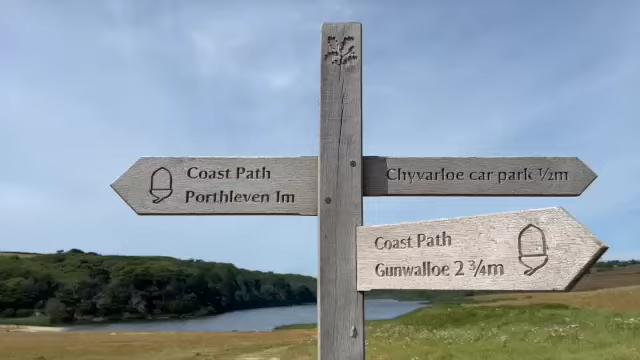 Coast Path
Porthleven 1m
Chyvarloe car park ½m
Coast Path
Gunwalloe 2 ¾m